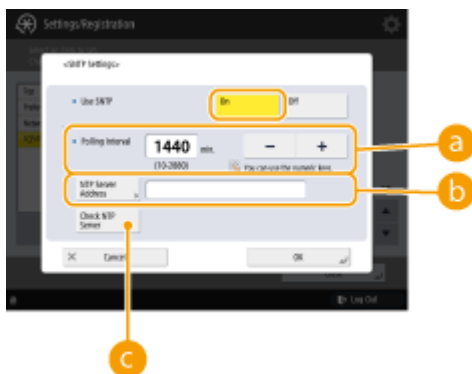 Settings/Registration
<SNTP Settings>
Use SNTP
On
Off
Polling Interval
1440 min.
− +
(10-2880)
You can use the numeric keys.
a
NTP Server
Address
b
Check NTP
Server
Cancel
OK
Log Out
c